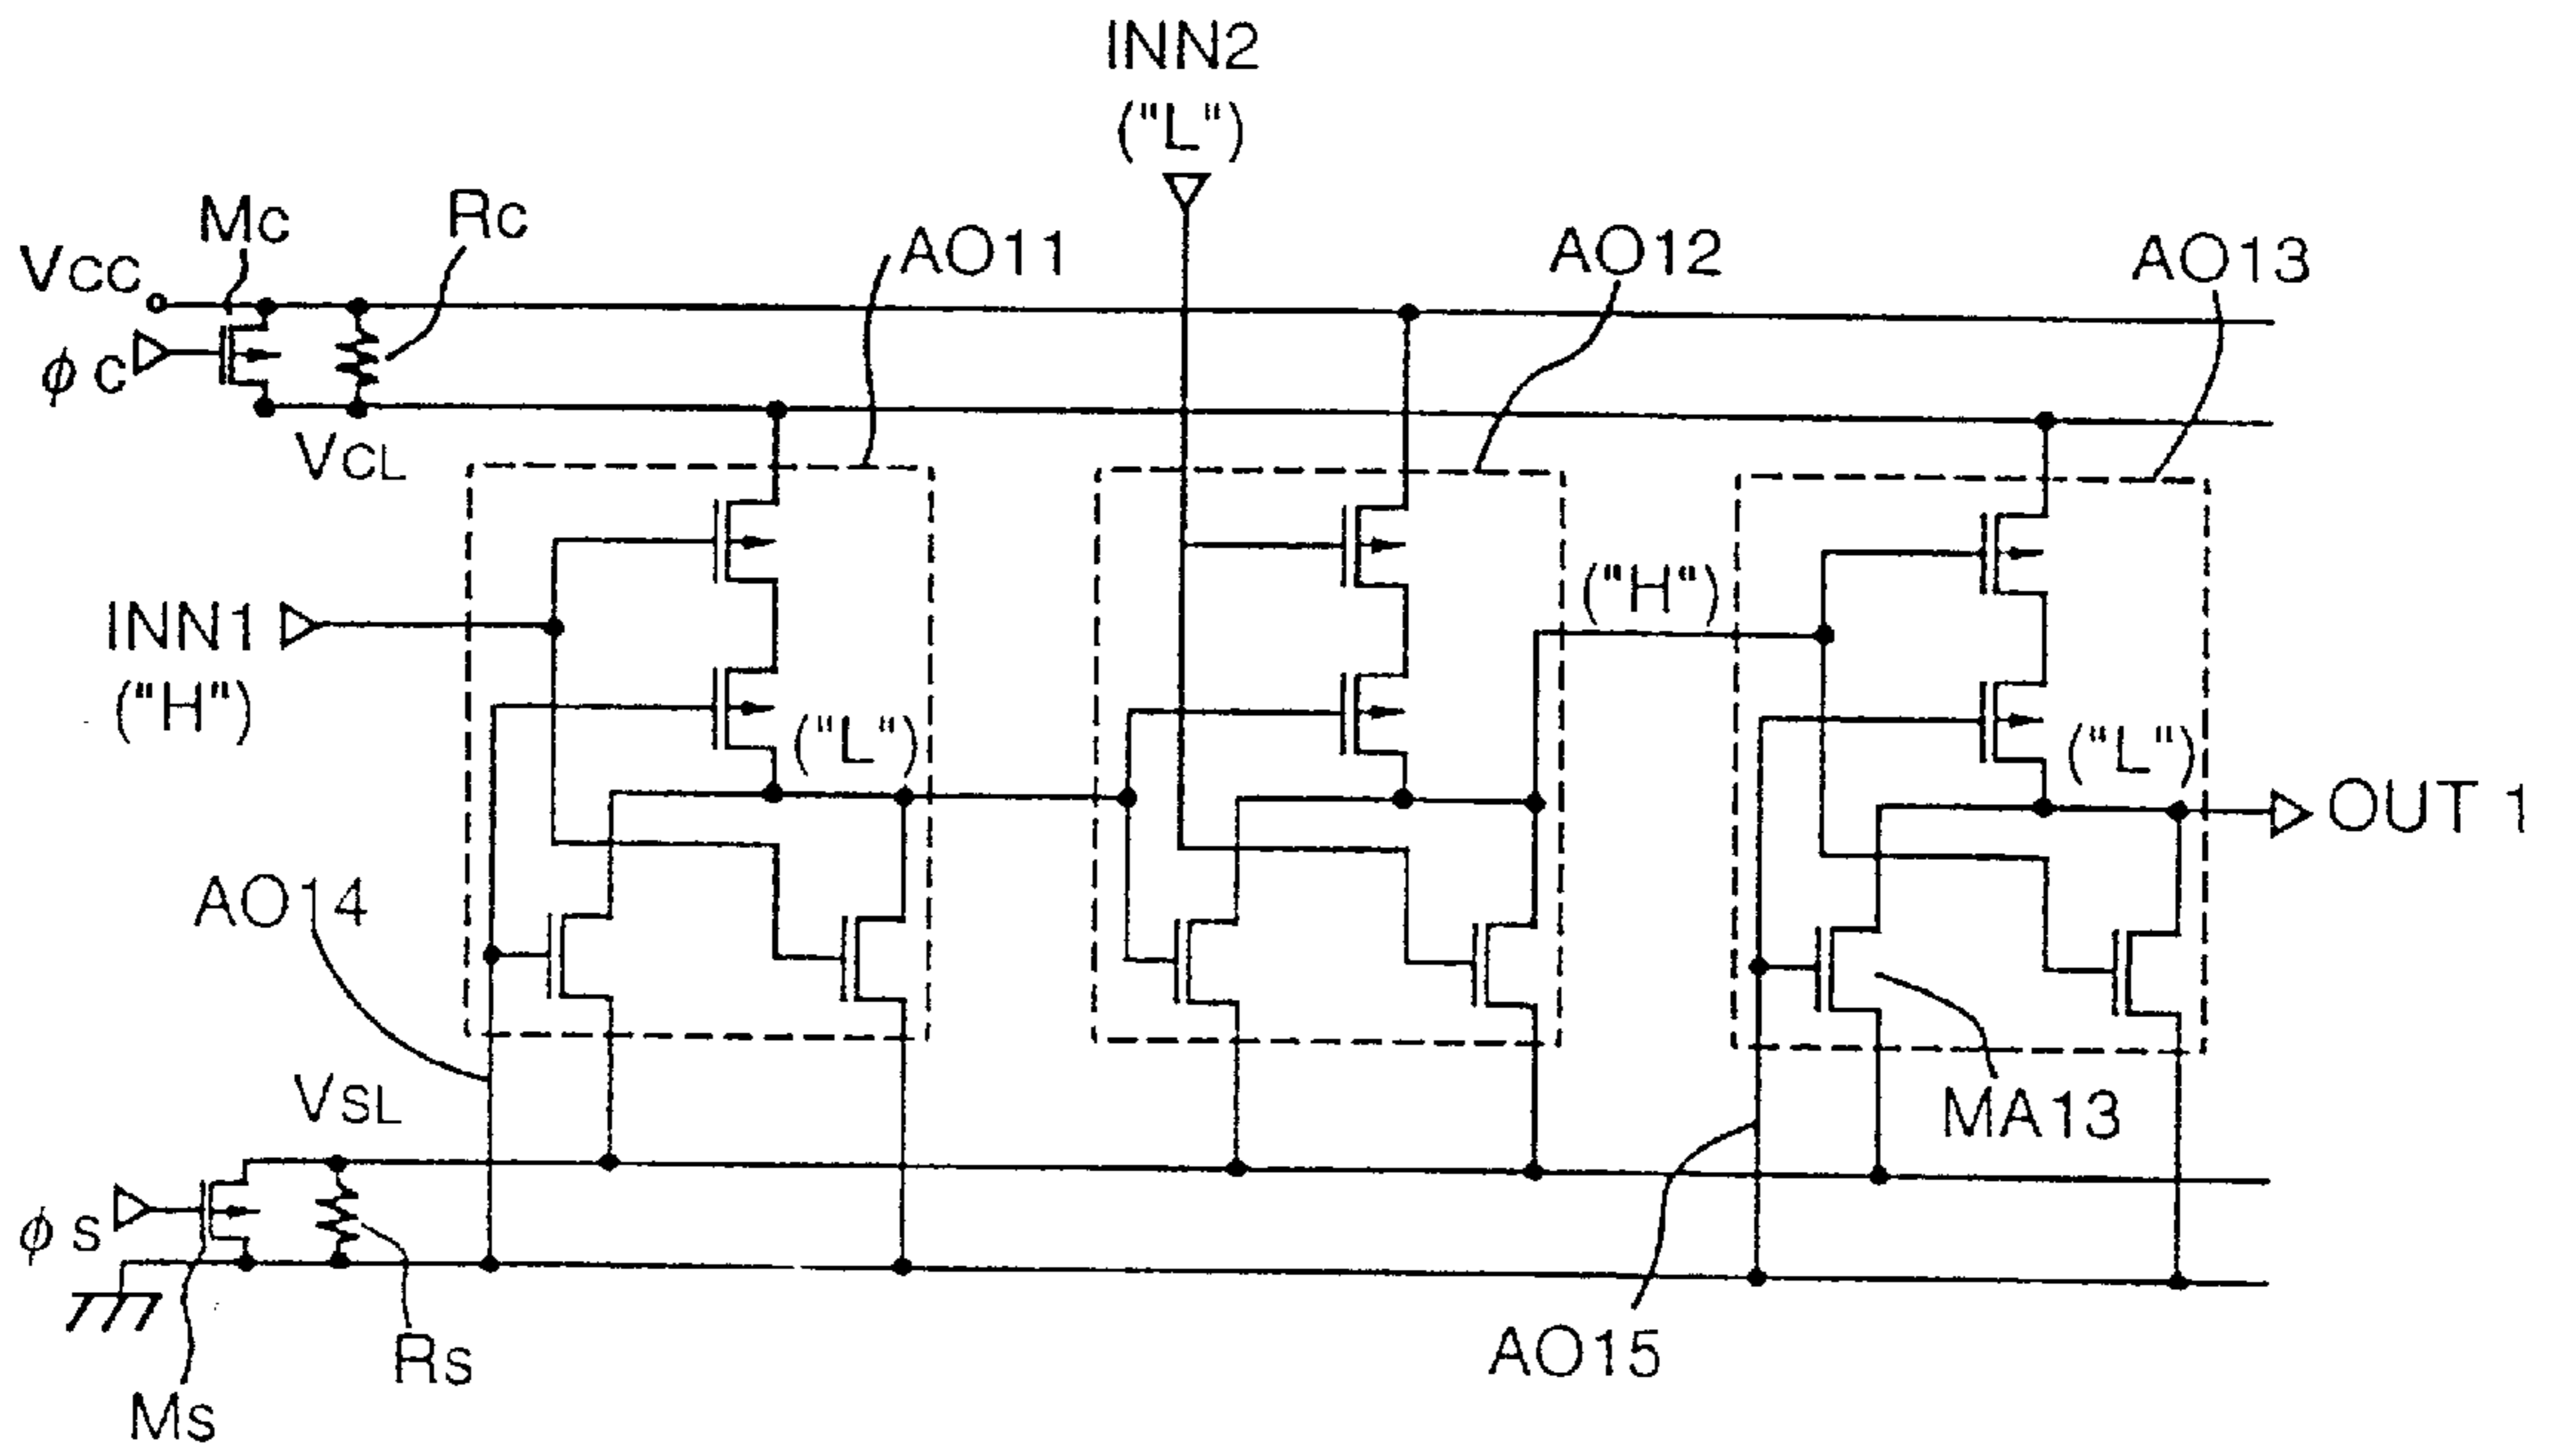 INN2
("L")
Mc
Rc
AO11
AO12
AO13
Vcc
φ C
VCL
("H")
INN1
("H")
("L")
("L")
OUT 1
AO14
VSL
MA13
φ S
AO15
Rs
Ms